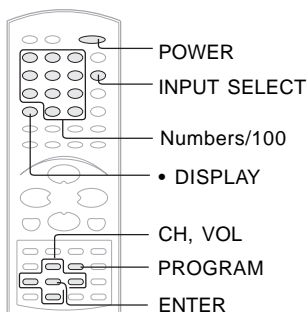 POWER
INPUT SELECT
Numbers/100
• DISPLAY
CH, VOL
PROGRAM
ENTER